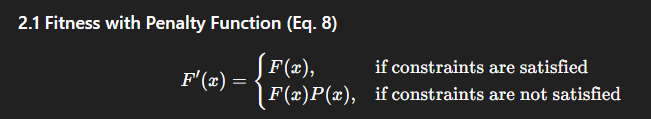 2.1 Fitness with Penalty Function (Eq. 8)
F′(x) = { F(x), if constraints are satisfied
F(x)P(x), if constraints are not satisfied